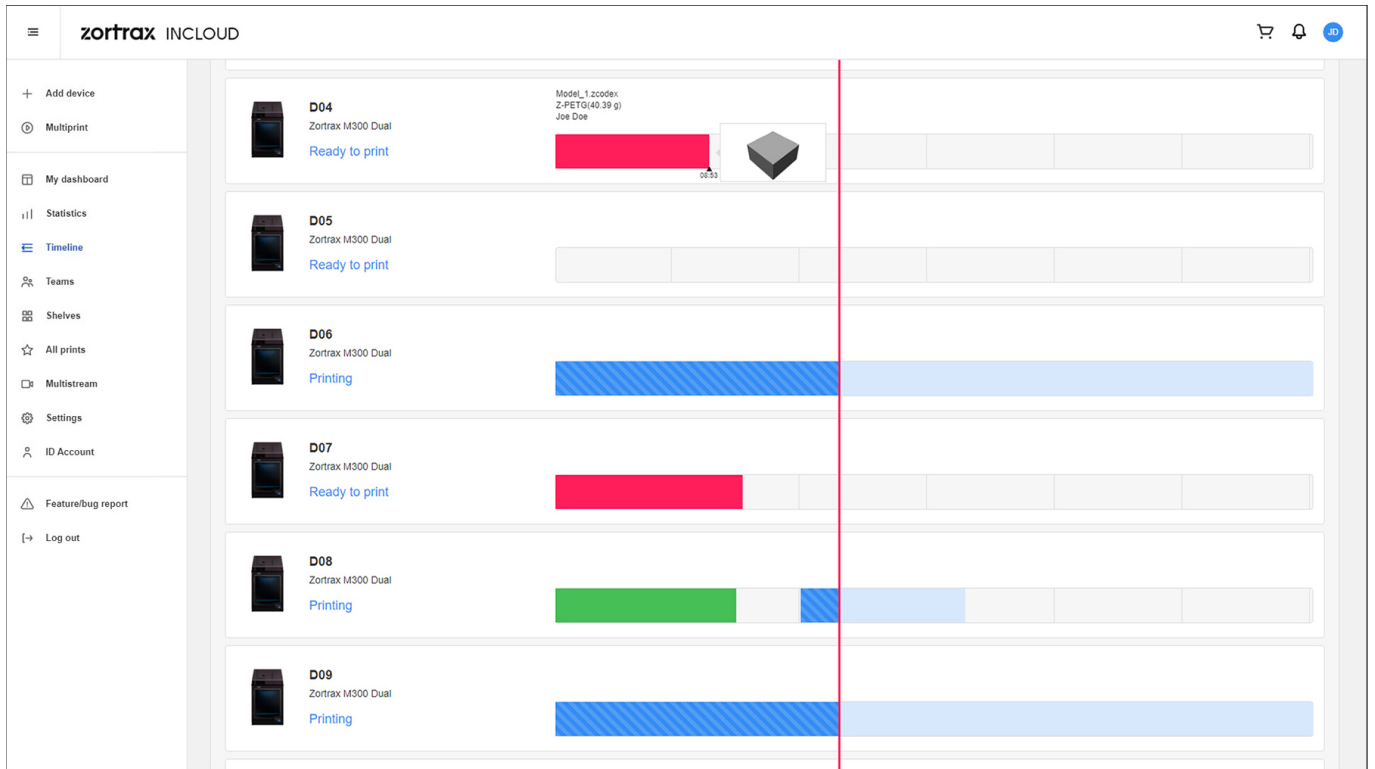 zortrax INCLOUD
JD
Add device
Multiprint
My dashboard
Statistics
Timeline
Teams
Shelves
All prints
Multistream
Settings
ID Account
Feature/bug report
Log out
D04
Zortrax M300 Dual
Ready to print
Model_1.zcodex
Z-PETG(40.39 g)
Joe Doe
08:53
D05
Zortrax M300 Dual
Ready to print
D06
Zortrax M300 Dual
Printing
D07
Zortrax M300 Dual
Ready to print
D08
Zortrax M300 Dual
Printing
D09
Zortrax M300 Dual
Printing